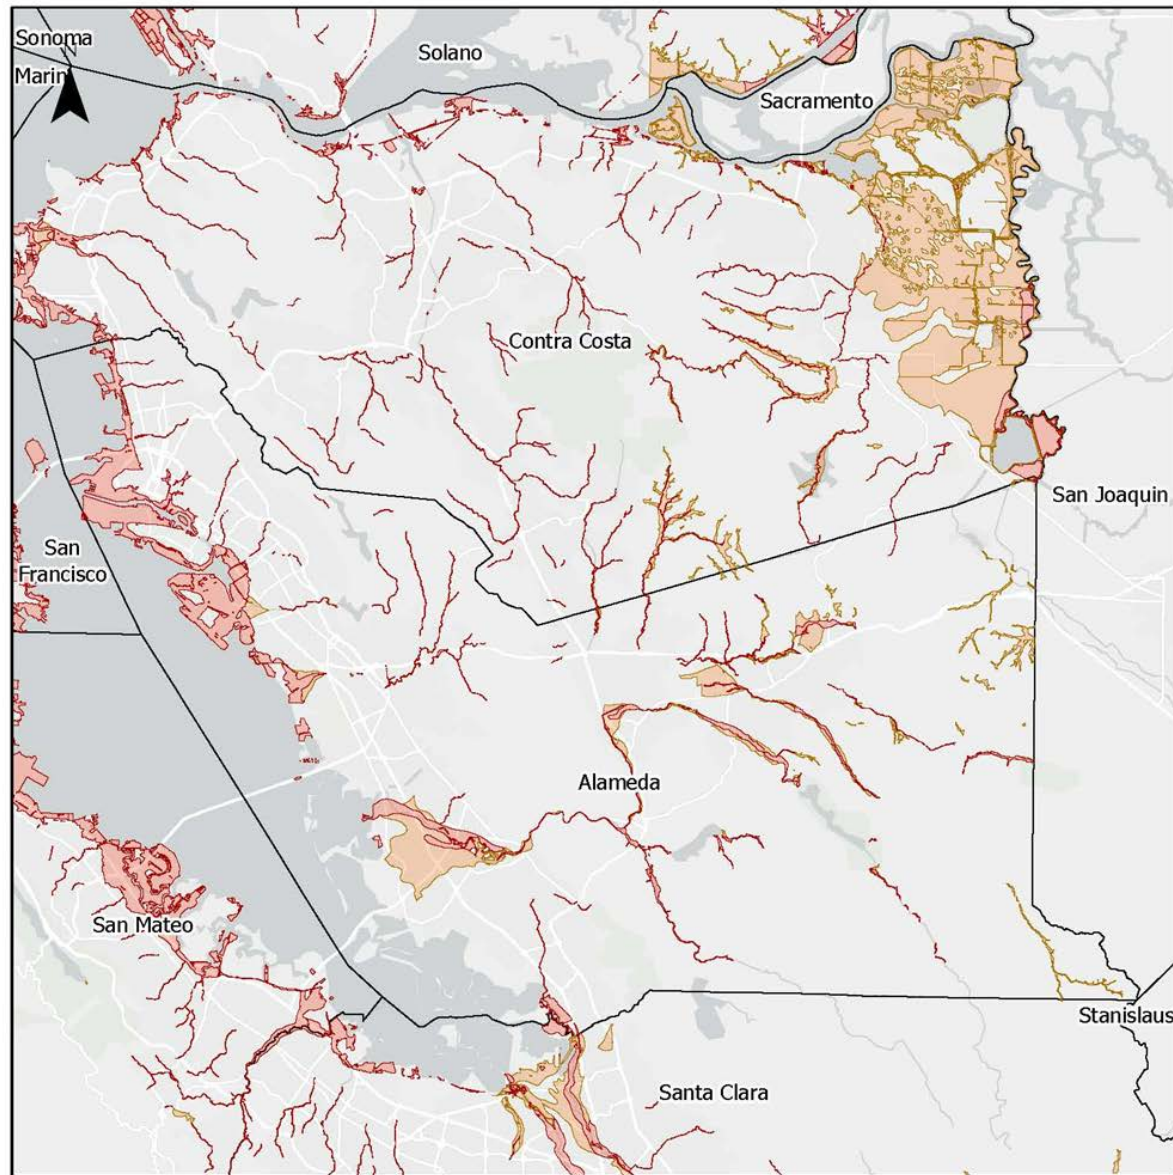 Sonoma
Marin
Solano
Sacramento
Contra Costa
San Joaquin
San
Francisco
Alameda
San Mateo
Stanislaus
Santa Clara